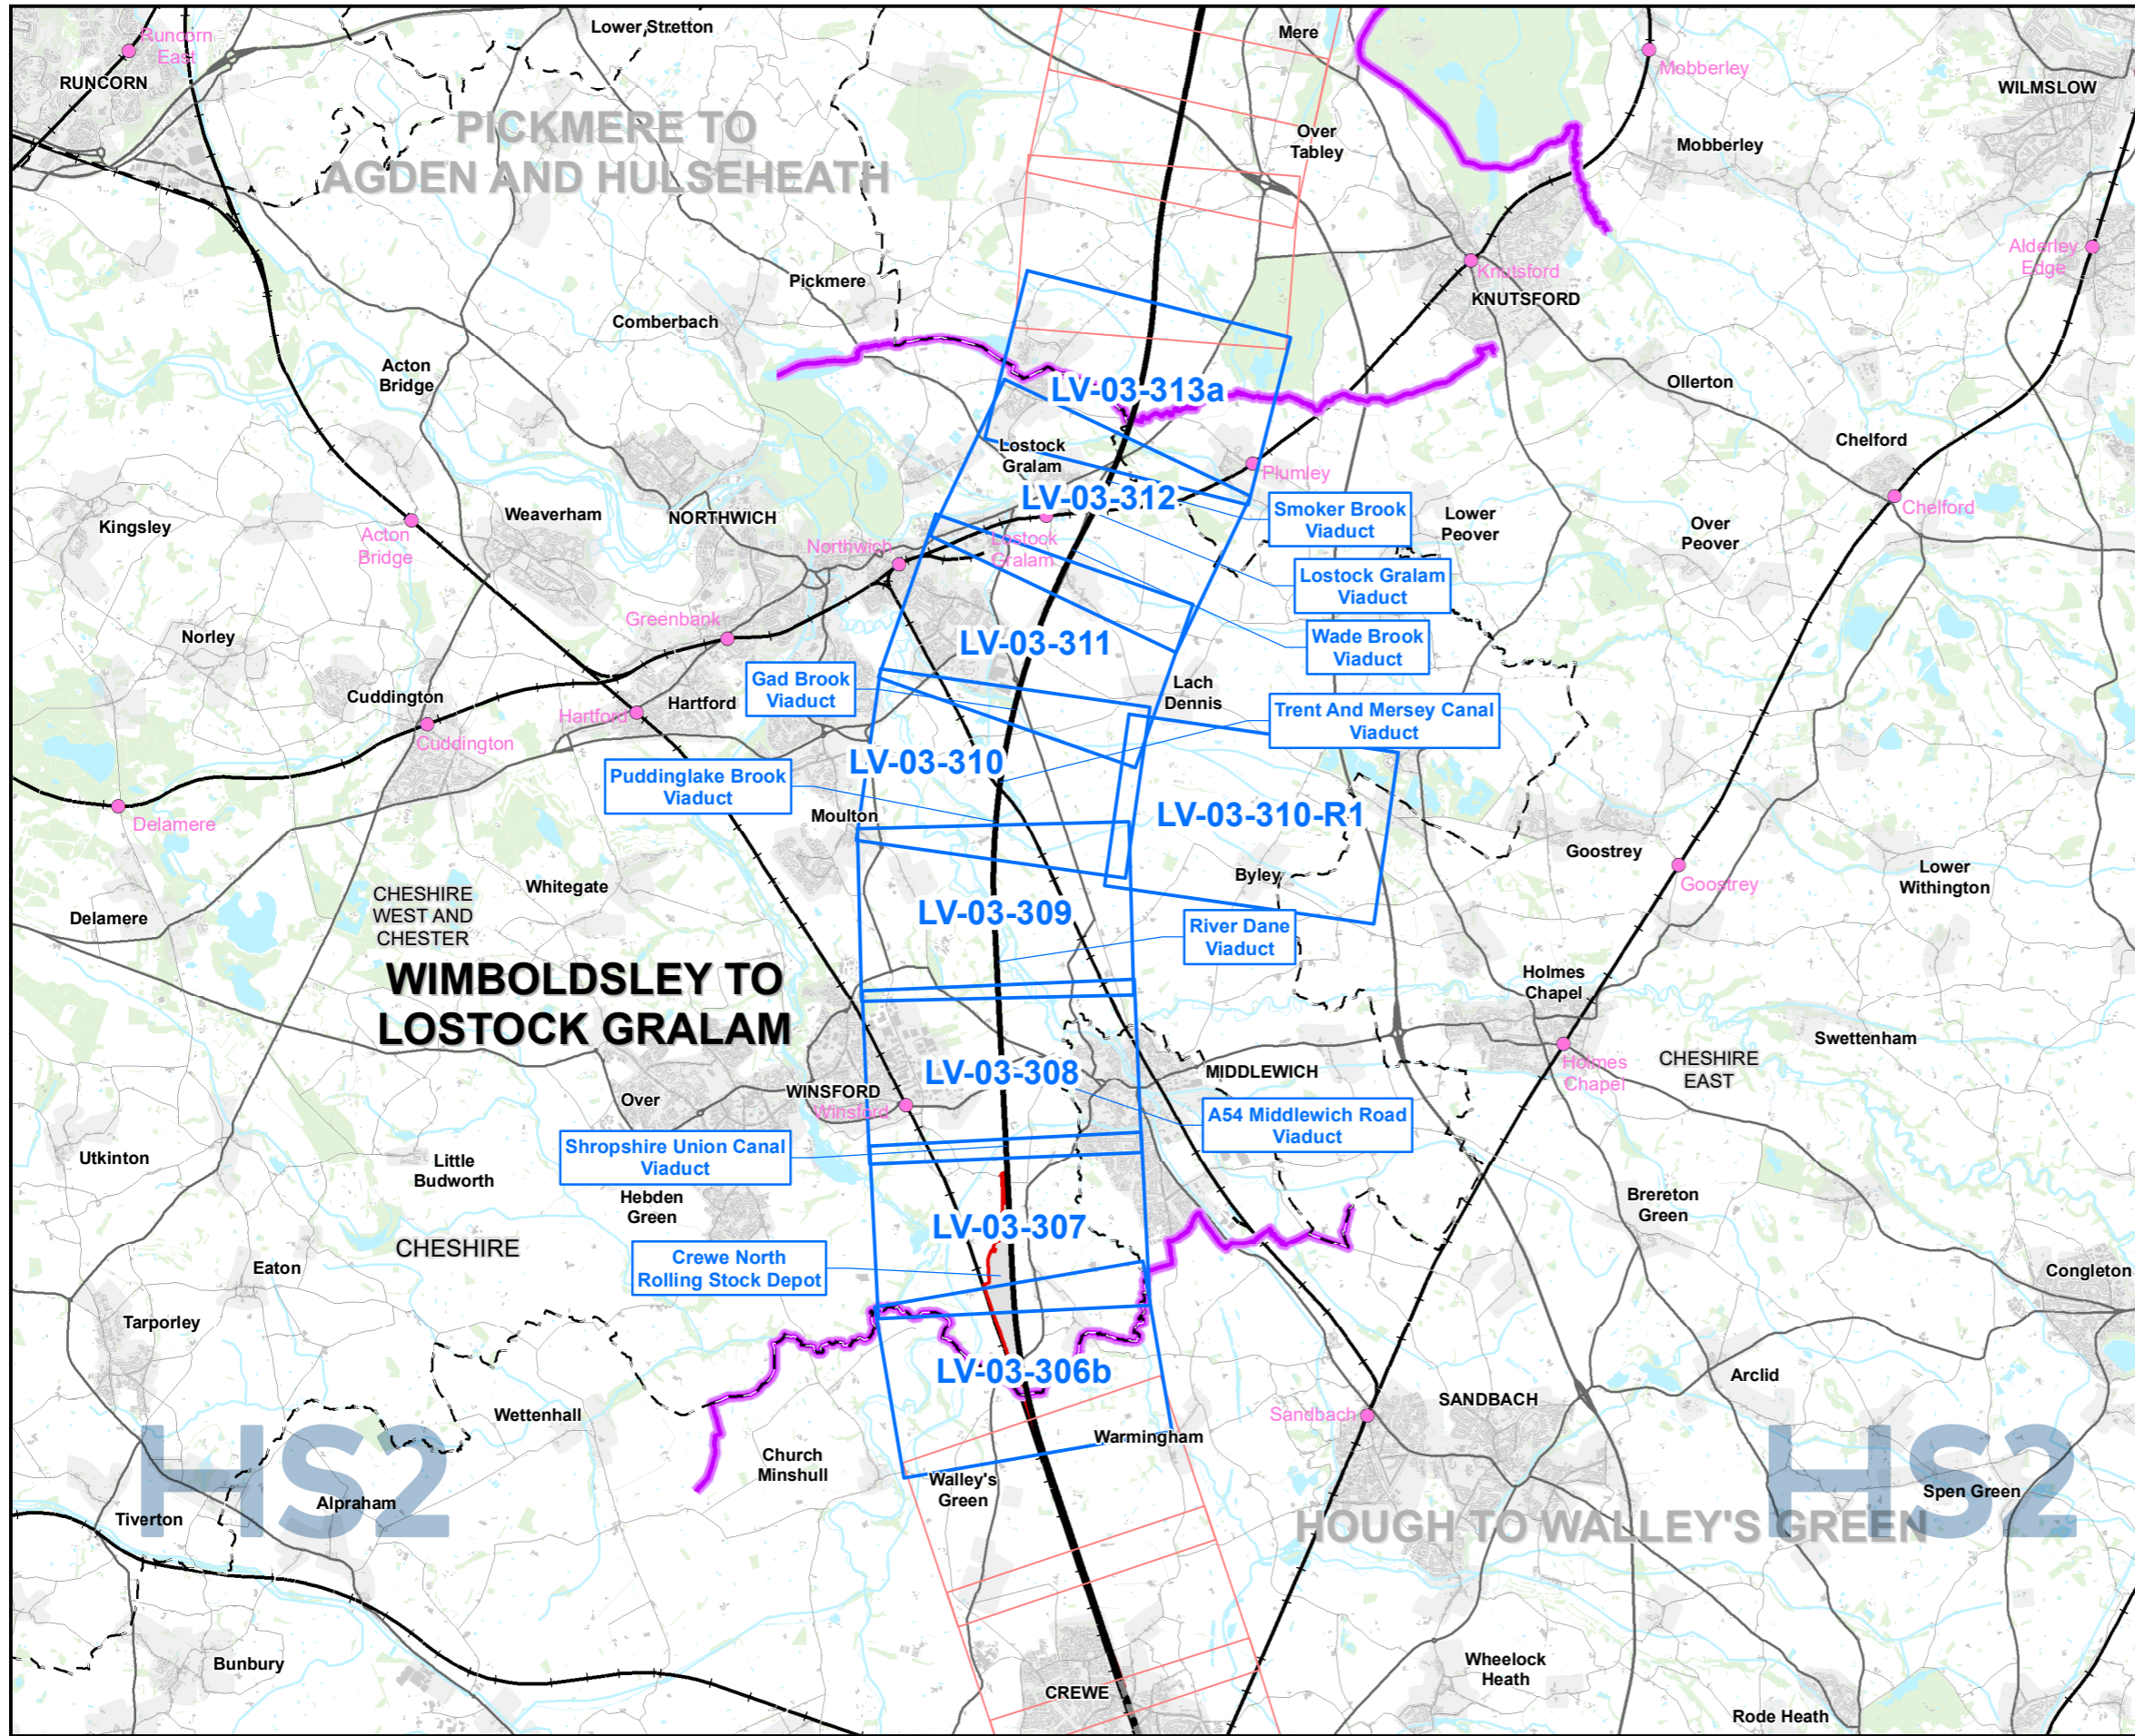 Lower Stretton
Mere
Runcorn
East
RUNCORN
Mobberley
WILMSLOW
PICKMERE TO
AGDEN AND HULSEHEATH
Over
Tabley
Mobberley
Alderley
Edge
Knutsford
KNUTSFORD
Pickmere
Comberbach
Acton
Bridge
Ollerton
LV-03-313a
Chelford
Lostock
Gralam
Plumley
Chelford
LV-03-312
Kingsley
Weaverham
NORTHWICH
Smoker Brook
Viaduct
Lower
Peover
Over
Peover
Acton
Bridge
Northwich
Lostock
Gralam
Lostock Gralam
Viaduct
Greenbank
Norley
LV-03-311
Wade Brook
Viaduct
Gad Brook
Viaduct
Lach
Dennis
Cuddington
Hartford
Hartford
Trent And Mersey Canal
Viaduct
Cuddington
LV-03-310
Puddinglake Brook
Viaduct
Moulton
LV-03-310-R1
Delamere
Goostrey
Goostrey
Lower
Withington
Byley
Whitegate
CHESHIRE
WEST AND
CHESTER
Delamere
LV-03-309
River Dane
Viaduct
WIMBOLDSLEY TO
LOSTOCK GRALAM
Holmes
Chapel
Swettenham
LV-03-308
MIDDLEWICH
Holmes
Chapel
CHESHIRE
EAST
Over
WINSFORD
Winsford
A54 Middlewich Road
Viaduct
Shropshire Union Canal
Viaduct
Utkinton
Little
Budworth
Hebden
Green
Brereton
Green
LV-03-307
CHESHIRE
Eaton
Crewe North
Rolling Stock Depot
Congleton
Tarporley
LV-03-306b
Arclid
Wettenhall
SANDBACH
Sandbach
Warmingham
Church
Minshull
Walley's
Green
HS2
HS2
Alpraham
Tiverton
Spen Green
HOUGH TO WALLEY'S GREEN
Bunbury
Wheelock
Heath
CREWE
Rode Heath